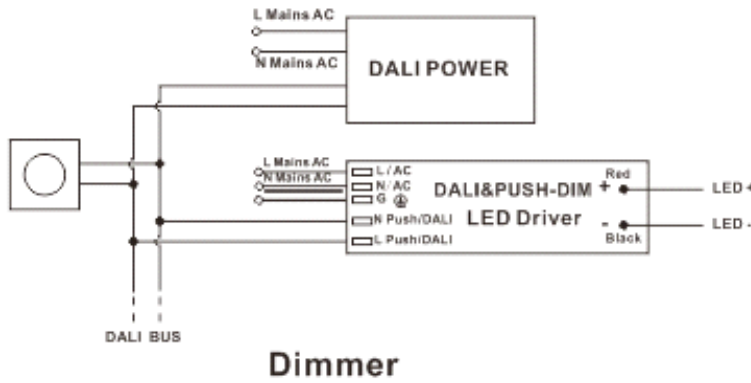 L Mains AC
N Mains AC
DALI POWER
L Mains AC
N Mains AC
L/AC
N/AC
G
N Push/DALI
L Push/DALI
DALI&PUSH-DIM
LED Driver
Red
+
-
Black
LED +
LED -
DALI BUS
Dimmer